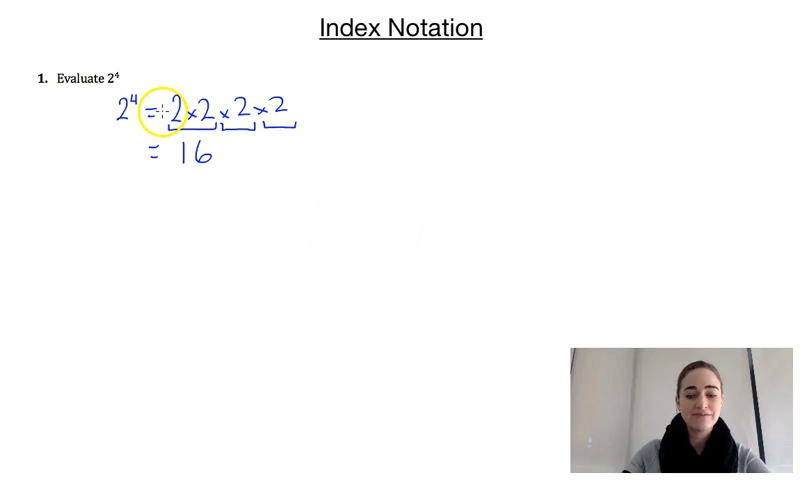 Index Notation
1. Evaluate 2⁴
2⁴ = 2 × 2 × 2 × 2
= 16